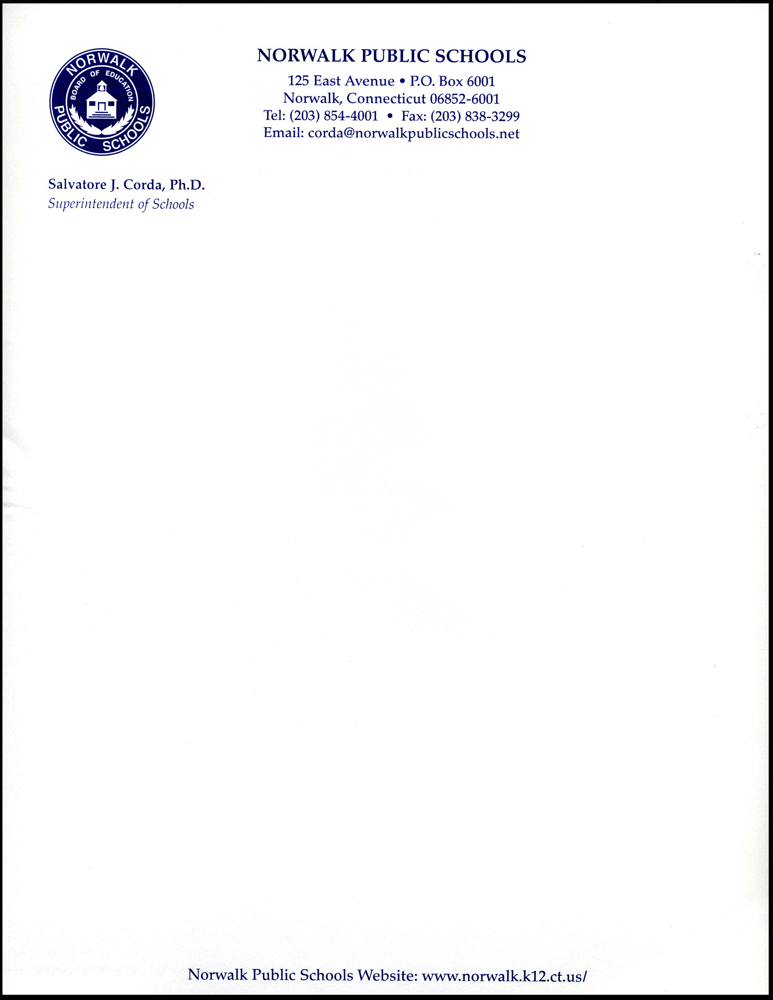 NORWALK
BOARD OF EDUCATION
PUBLIC SCHOOLS
NORWALK PUBLIC SCHOOLS
125 East Avenue • P.O. Box 6001
Norwalk, Connecticut 06852-6001
Tel: (203) 854-4001 • Fax: (203) 838-3299
Email: corda@norwalkpublicschools.net
Salvatore J. Corda, Ph.D.
Superintendent of Schools
Norwalk Public Schools Website: www.norwalk.k12.ct.us/